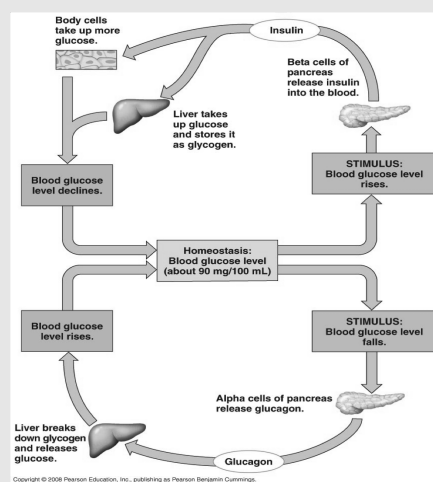 Body cells
take up more
glucose.
Insulin
Beta cells of
pancreas
release insulin
into the blood.
Liver takes
up glucose
and stores it
as glycogen.
Blood glucose
level declines.
STIMULUS:
Blood glucose level
rises.
Homeostasis:
Blood glucose level
(about 90 mg/100 mL)
Blood glucose
level rises.
STIMULUS:
Blood glucose level
falls.
Alpha cells of pancreas
release glucagon.
Liver breaks
down glycogen
and releases
glucose.
Glucagon
Copyright © 2008 Pearson Education, Inc., publishing as Pearson Benjamin Cummings.